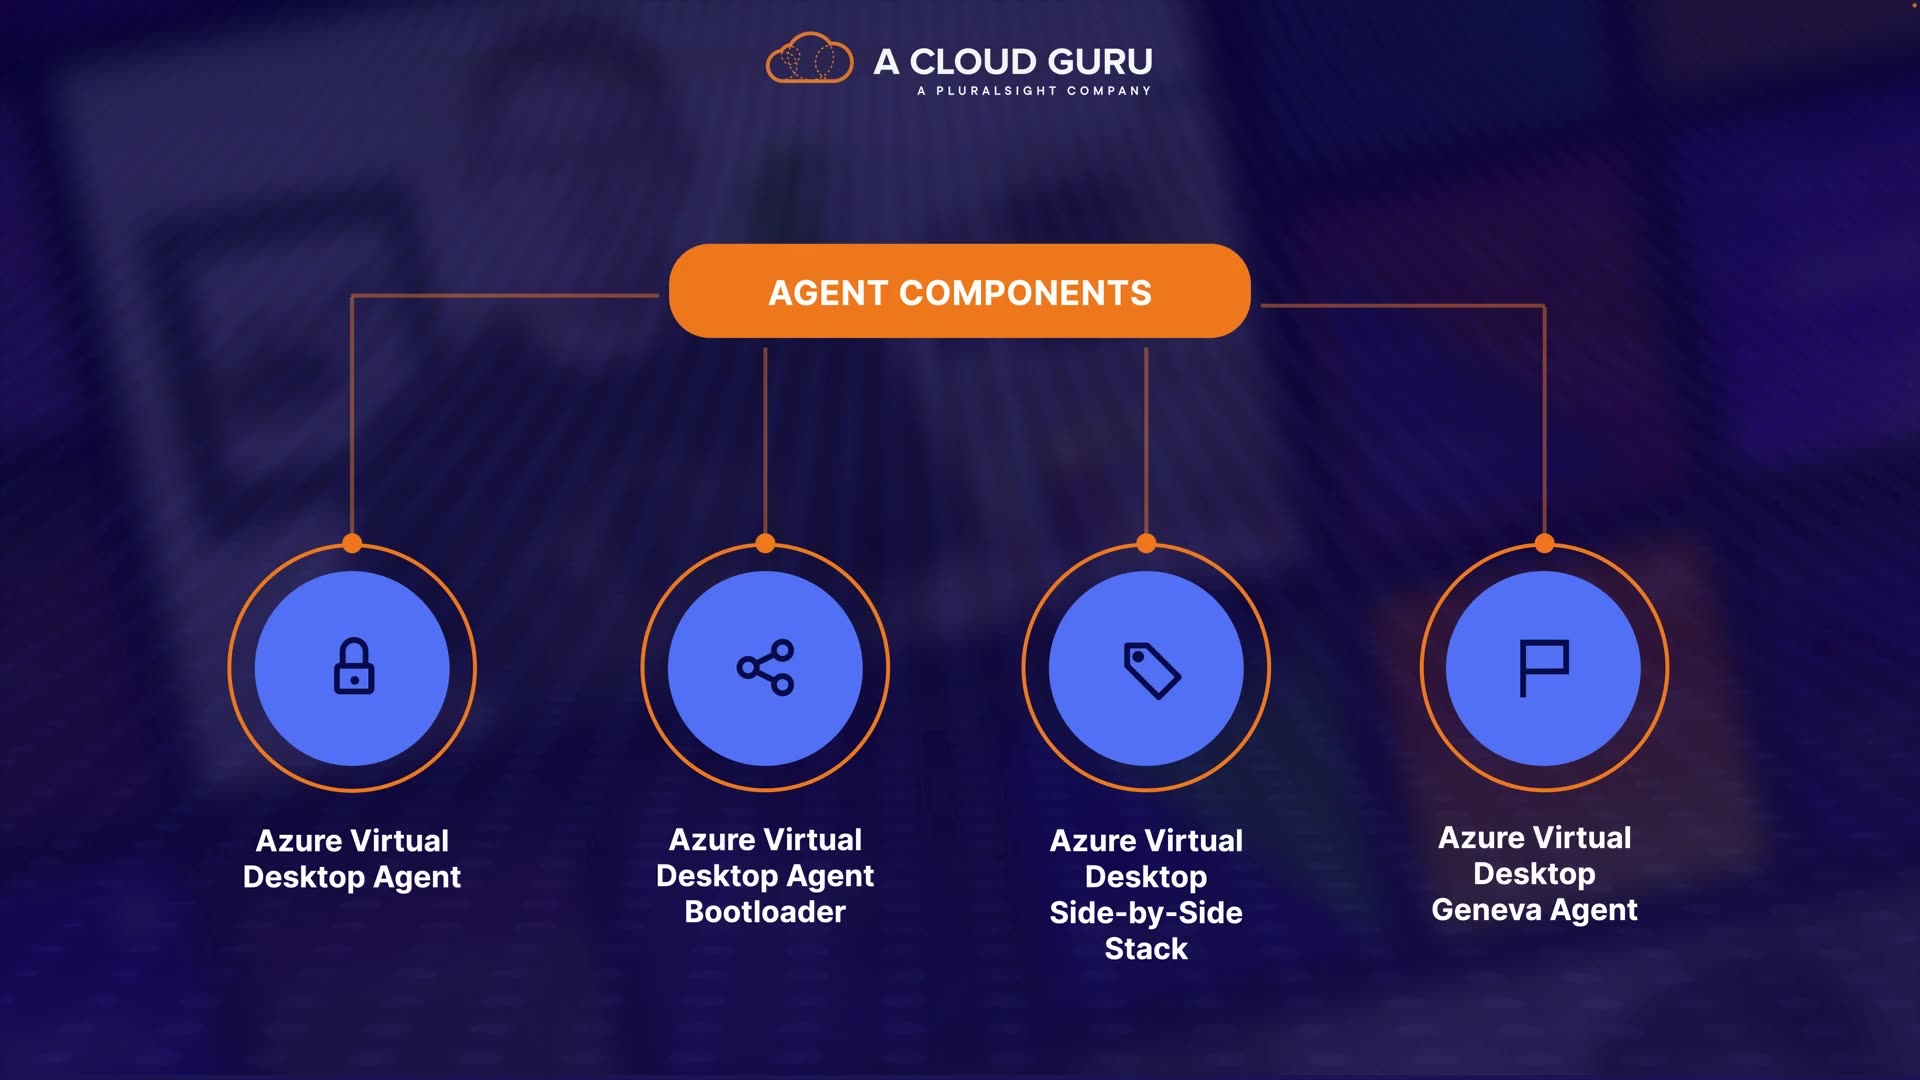 A CLOUD GURU
A PLURALSIGHT COMPANY
AGENT COMPONENTS
Azure Virtual
Desktop Agent
Azure Virtual
Desktop Agent
Bootloader
Azure Virtual
Desktop
Side-by-Side
Stack
Azure Virtual
Desktop
Geneva Agent